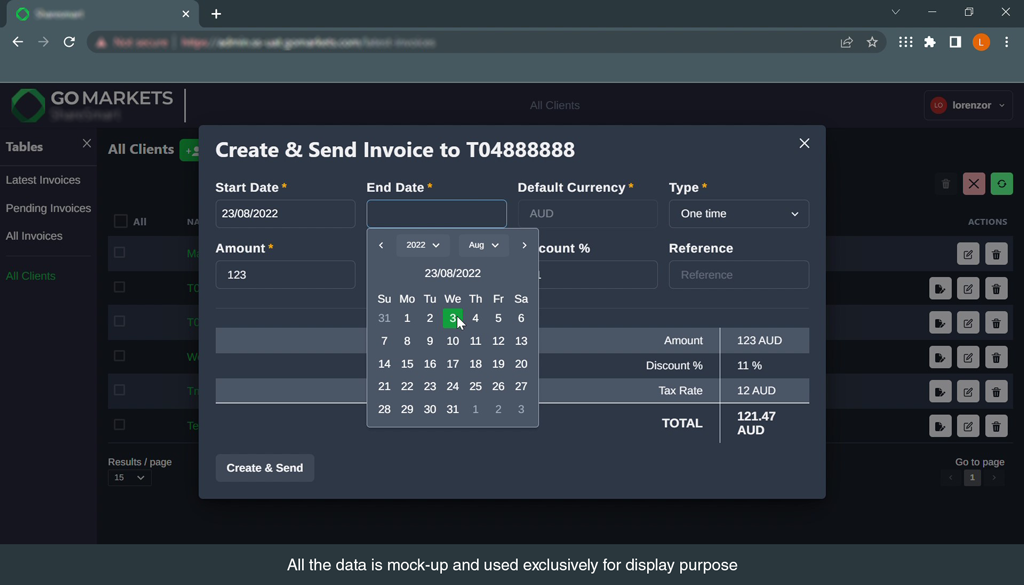 Not secure
GO MARKETS
All Clients
LO lorenzor
Tables
All Clients
Latest Invoices
Pending Invoices
All Invoices
All Clients
All
ACTIONS
Results / page
15
Go to page
1
Create & Send Invoice to T04888888
Start Date * End Date * Default Currency * Type *
23/08/2022 AUD One time
Amount * Reference
123 Reference
2022 Aug
23/08/2022
Su Mo Tu We Th Fr Sa
31 1 2 3 4 5 6
7 8 9 10 11 12 13
14 15 16 17 18 19 20
21 22 23 24 25 26 27
28 29 30 31 1 2 3
Amount 123 AUD
Discount % 11 %
Tax Rate 12 AUD
TOTAL 121.47
AUD
Create & Send
All the data is mock-up and used exclusively for display purpose